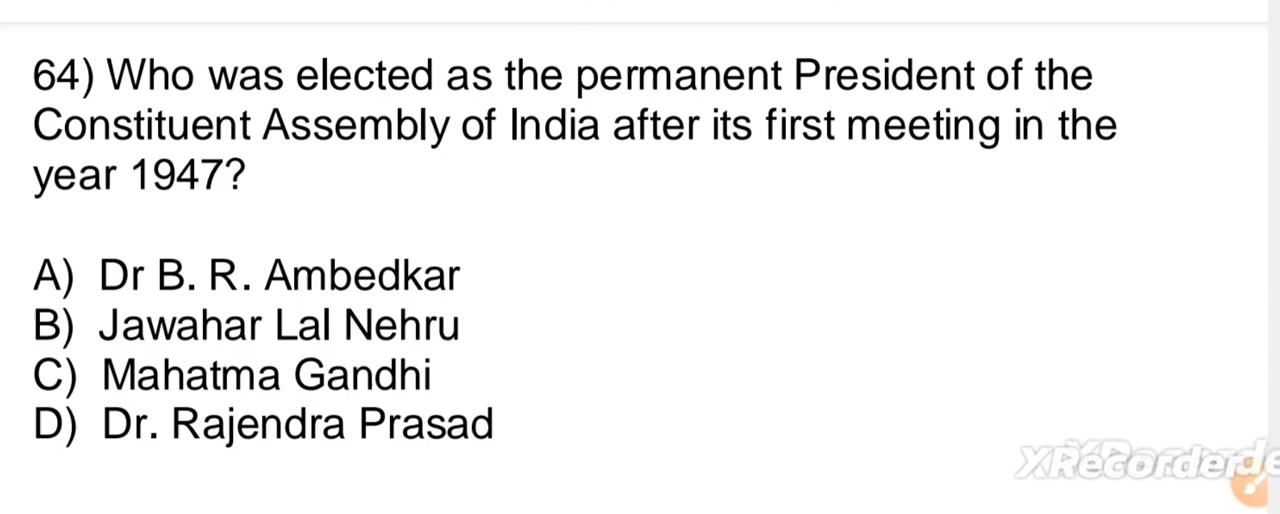 64) Who was elected as the permanent President of the
Constituent Assembly of India after its first meeting in the
year 1947?
A) Dr B. R. Ambedkar
B) Jawahar Lal Nehru
C) Mahatma Gandhi
D) Dr. Rajendra Prasad
XRecorder